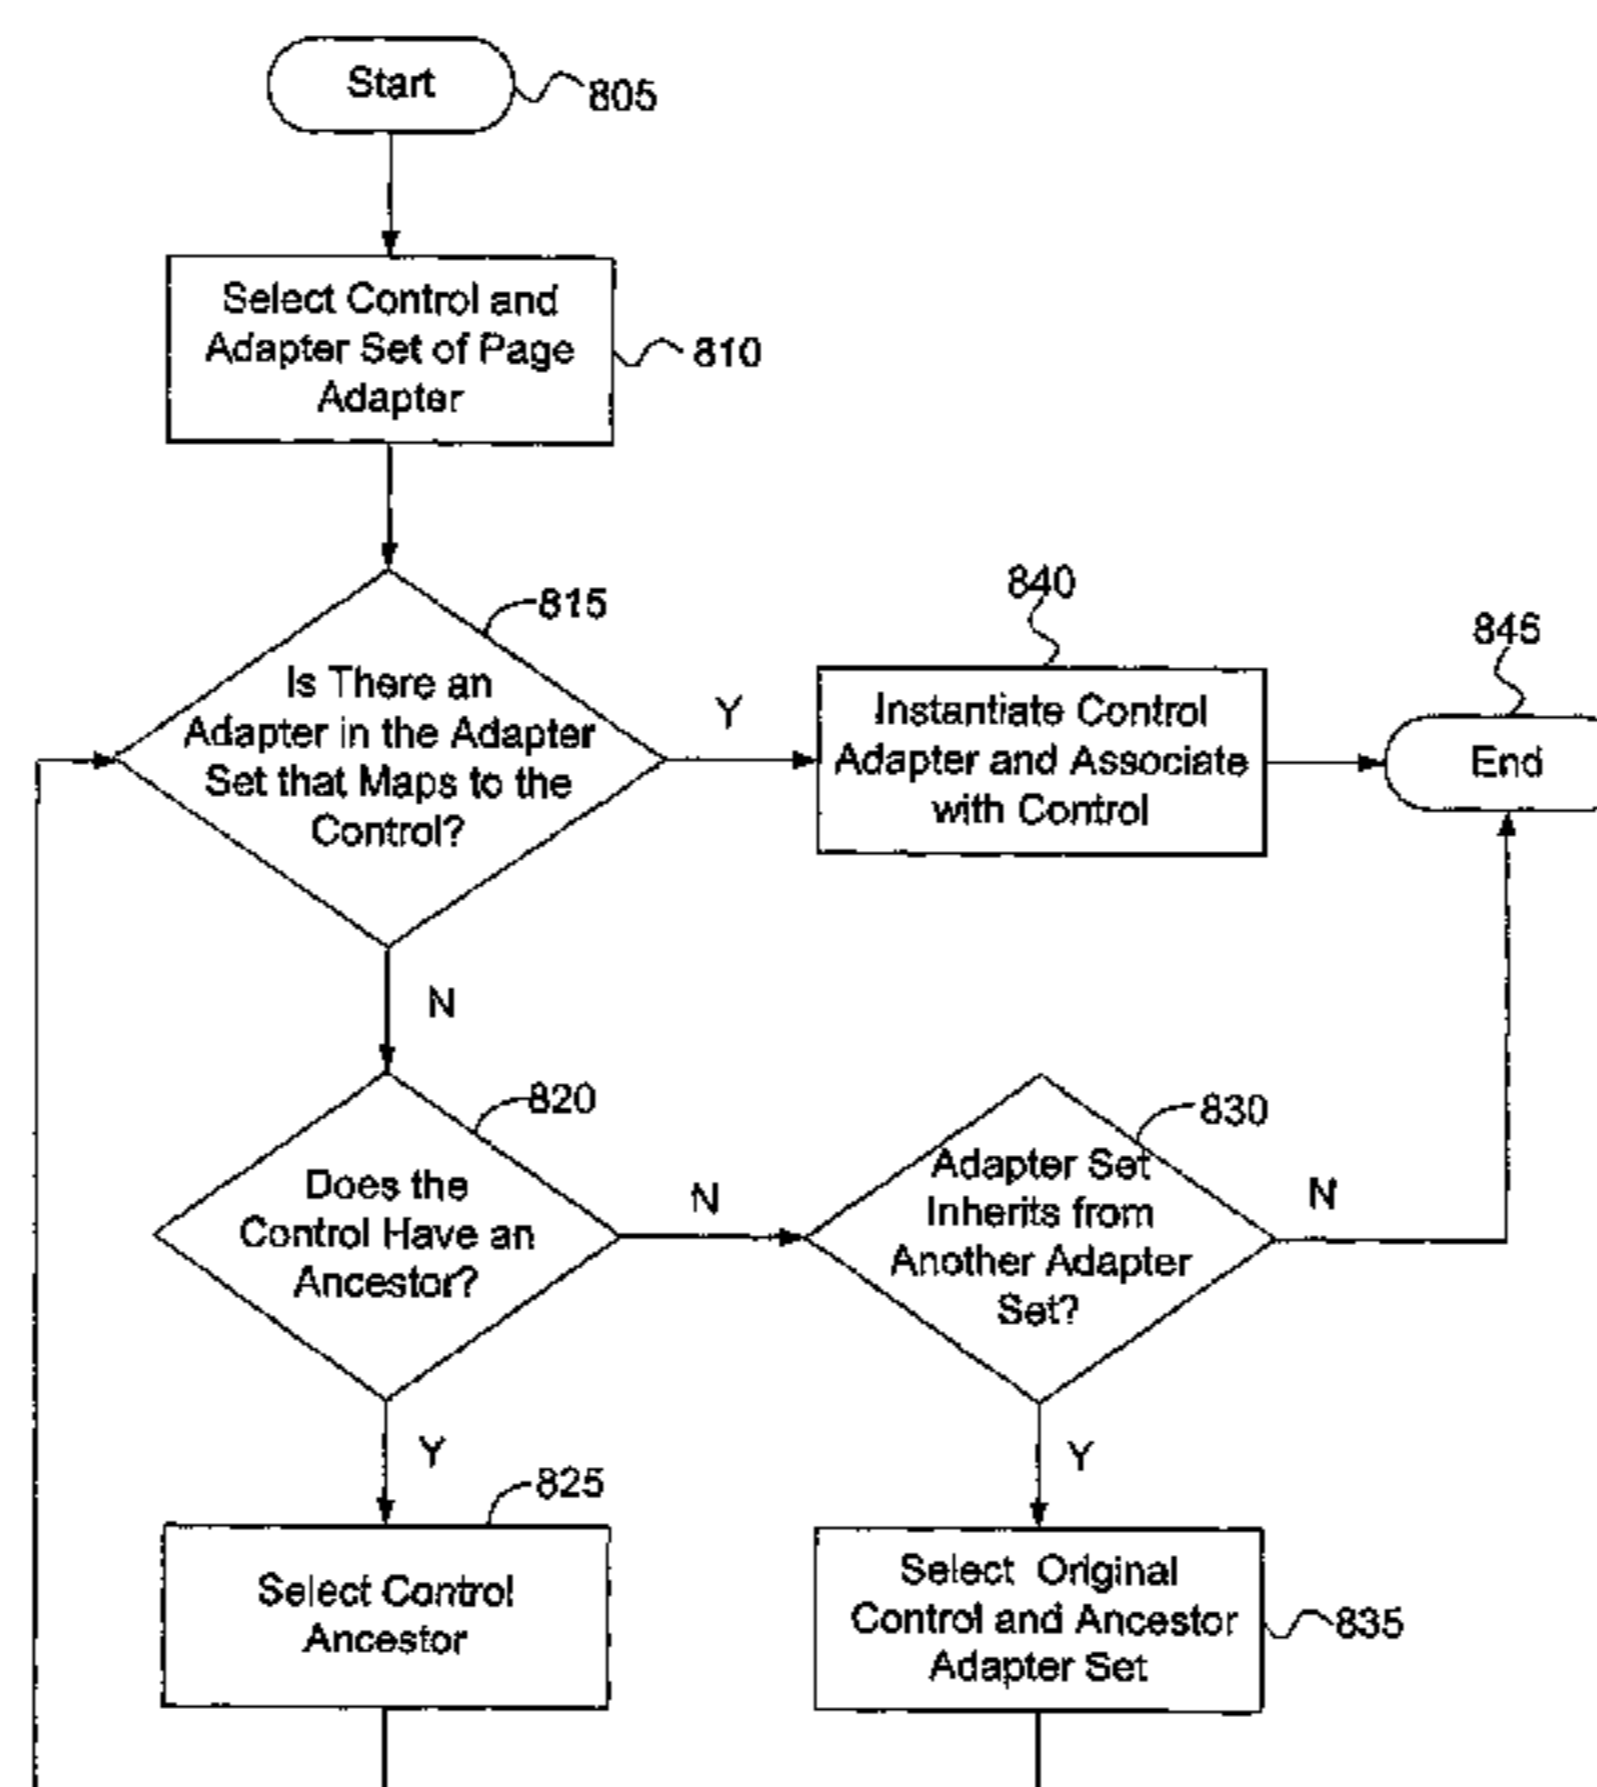 Start
805
Select Control and
Adapter Set of Page
Adapter
810
815
Is There an
Adapter in the Adapter
Set that Maps to the
Control?
Y
840
Instantiate Control
Adapter and Associate
with Control
845
End
N
820
Does the
Control Have an
Ancestor?
N
830
Adapter Set
Inherits from
Another Adapter
Set?
N
Y
825
Select Control
Ancestor
Y
Select Original
Control and Ancestor
Adapter Set
835